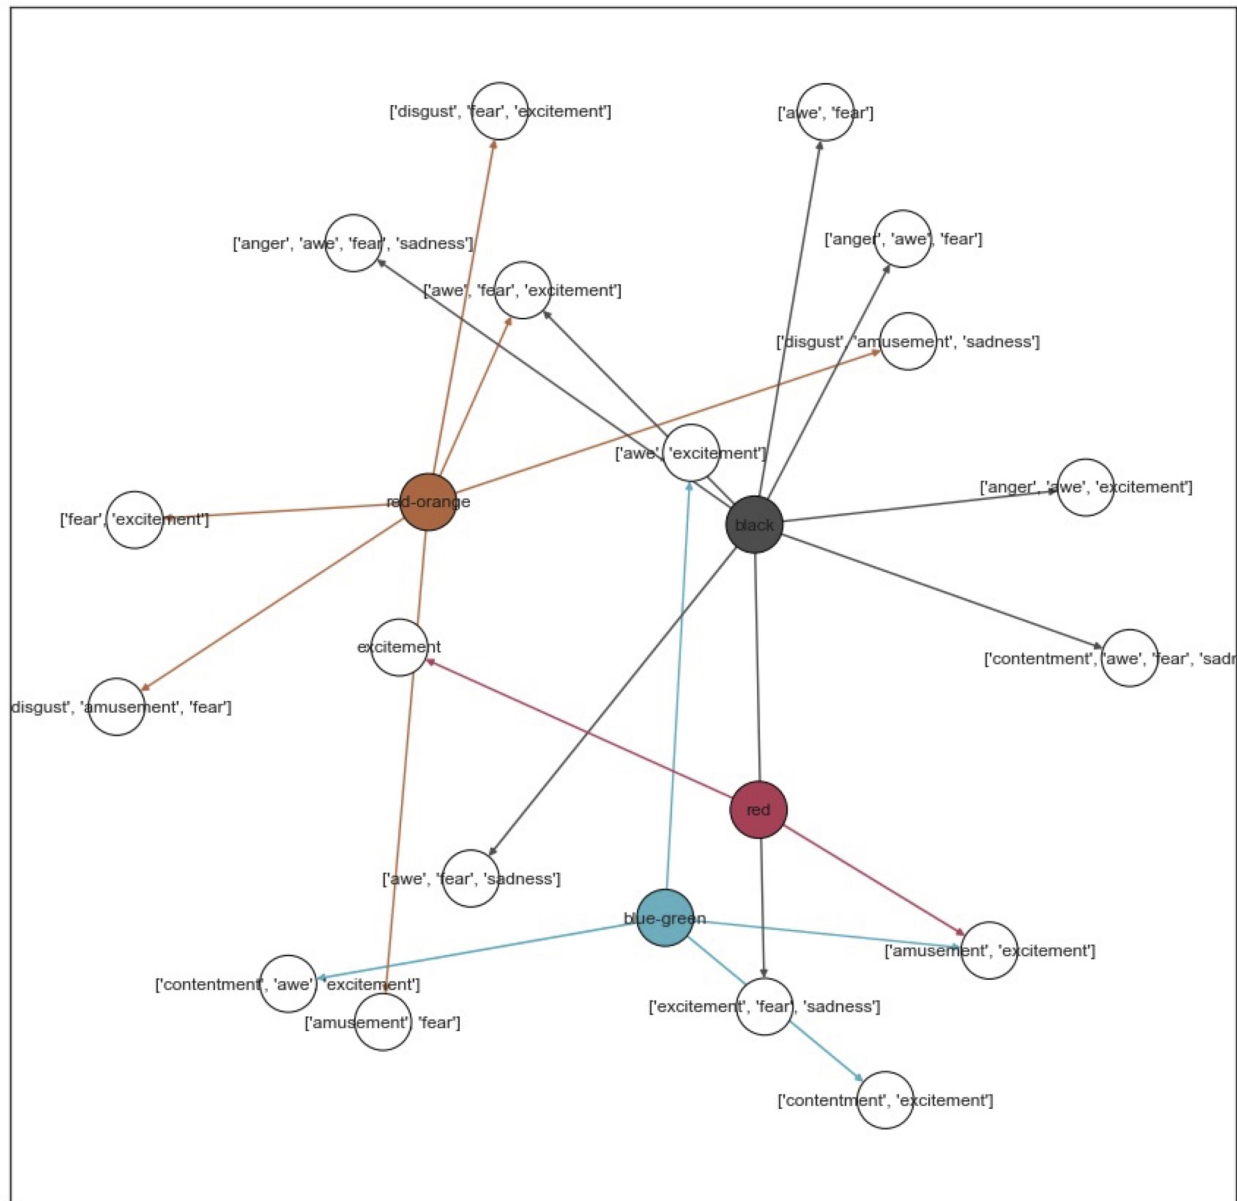 ['disgust', 'fear', 'excitement']
['awe', 'fear']
['anger', 'awe', 'fear', 'sadness']
['anger', 'awe', 'fear']
['awe', 'fear', 'excitement']
['disgust', 'amusement', 'sadness']
['awe', 'excitement']
['anger', 'awe', 'excitement']
red-orange
['fear', 'excitement']
black
excitement
['contentment', 'awe', 'fear', 'sadr
disgust', 'amusement', 'fear']
red
['awe', 'fear', 'sadness']
blue-green
['amusement', 'excitement']
['contentment', 'awe', 'excitement']
['excitement', 'fear', 'sadness']
['amusement', 'fear']
['contentment', 'excitement']